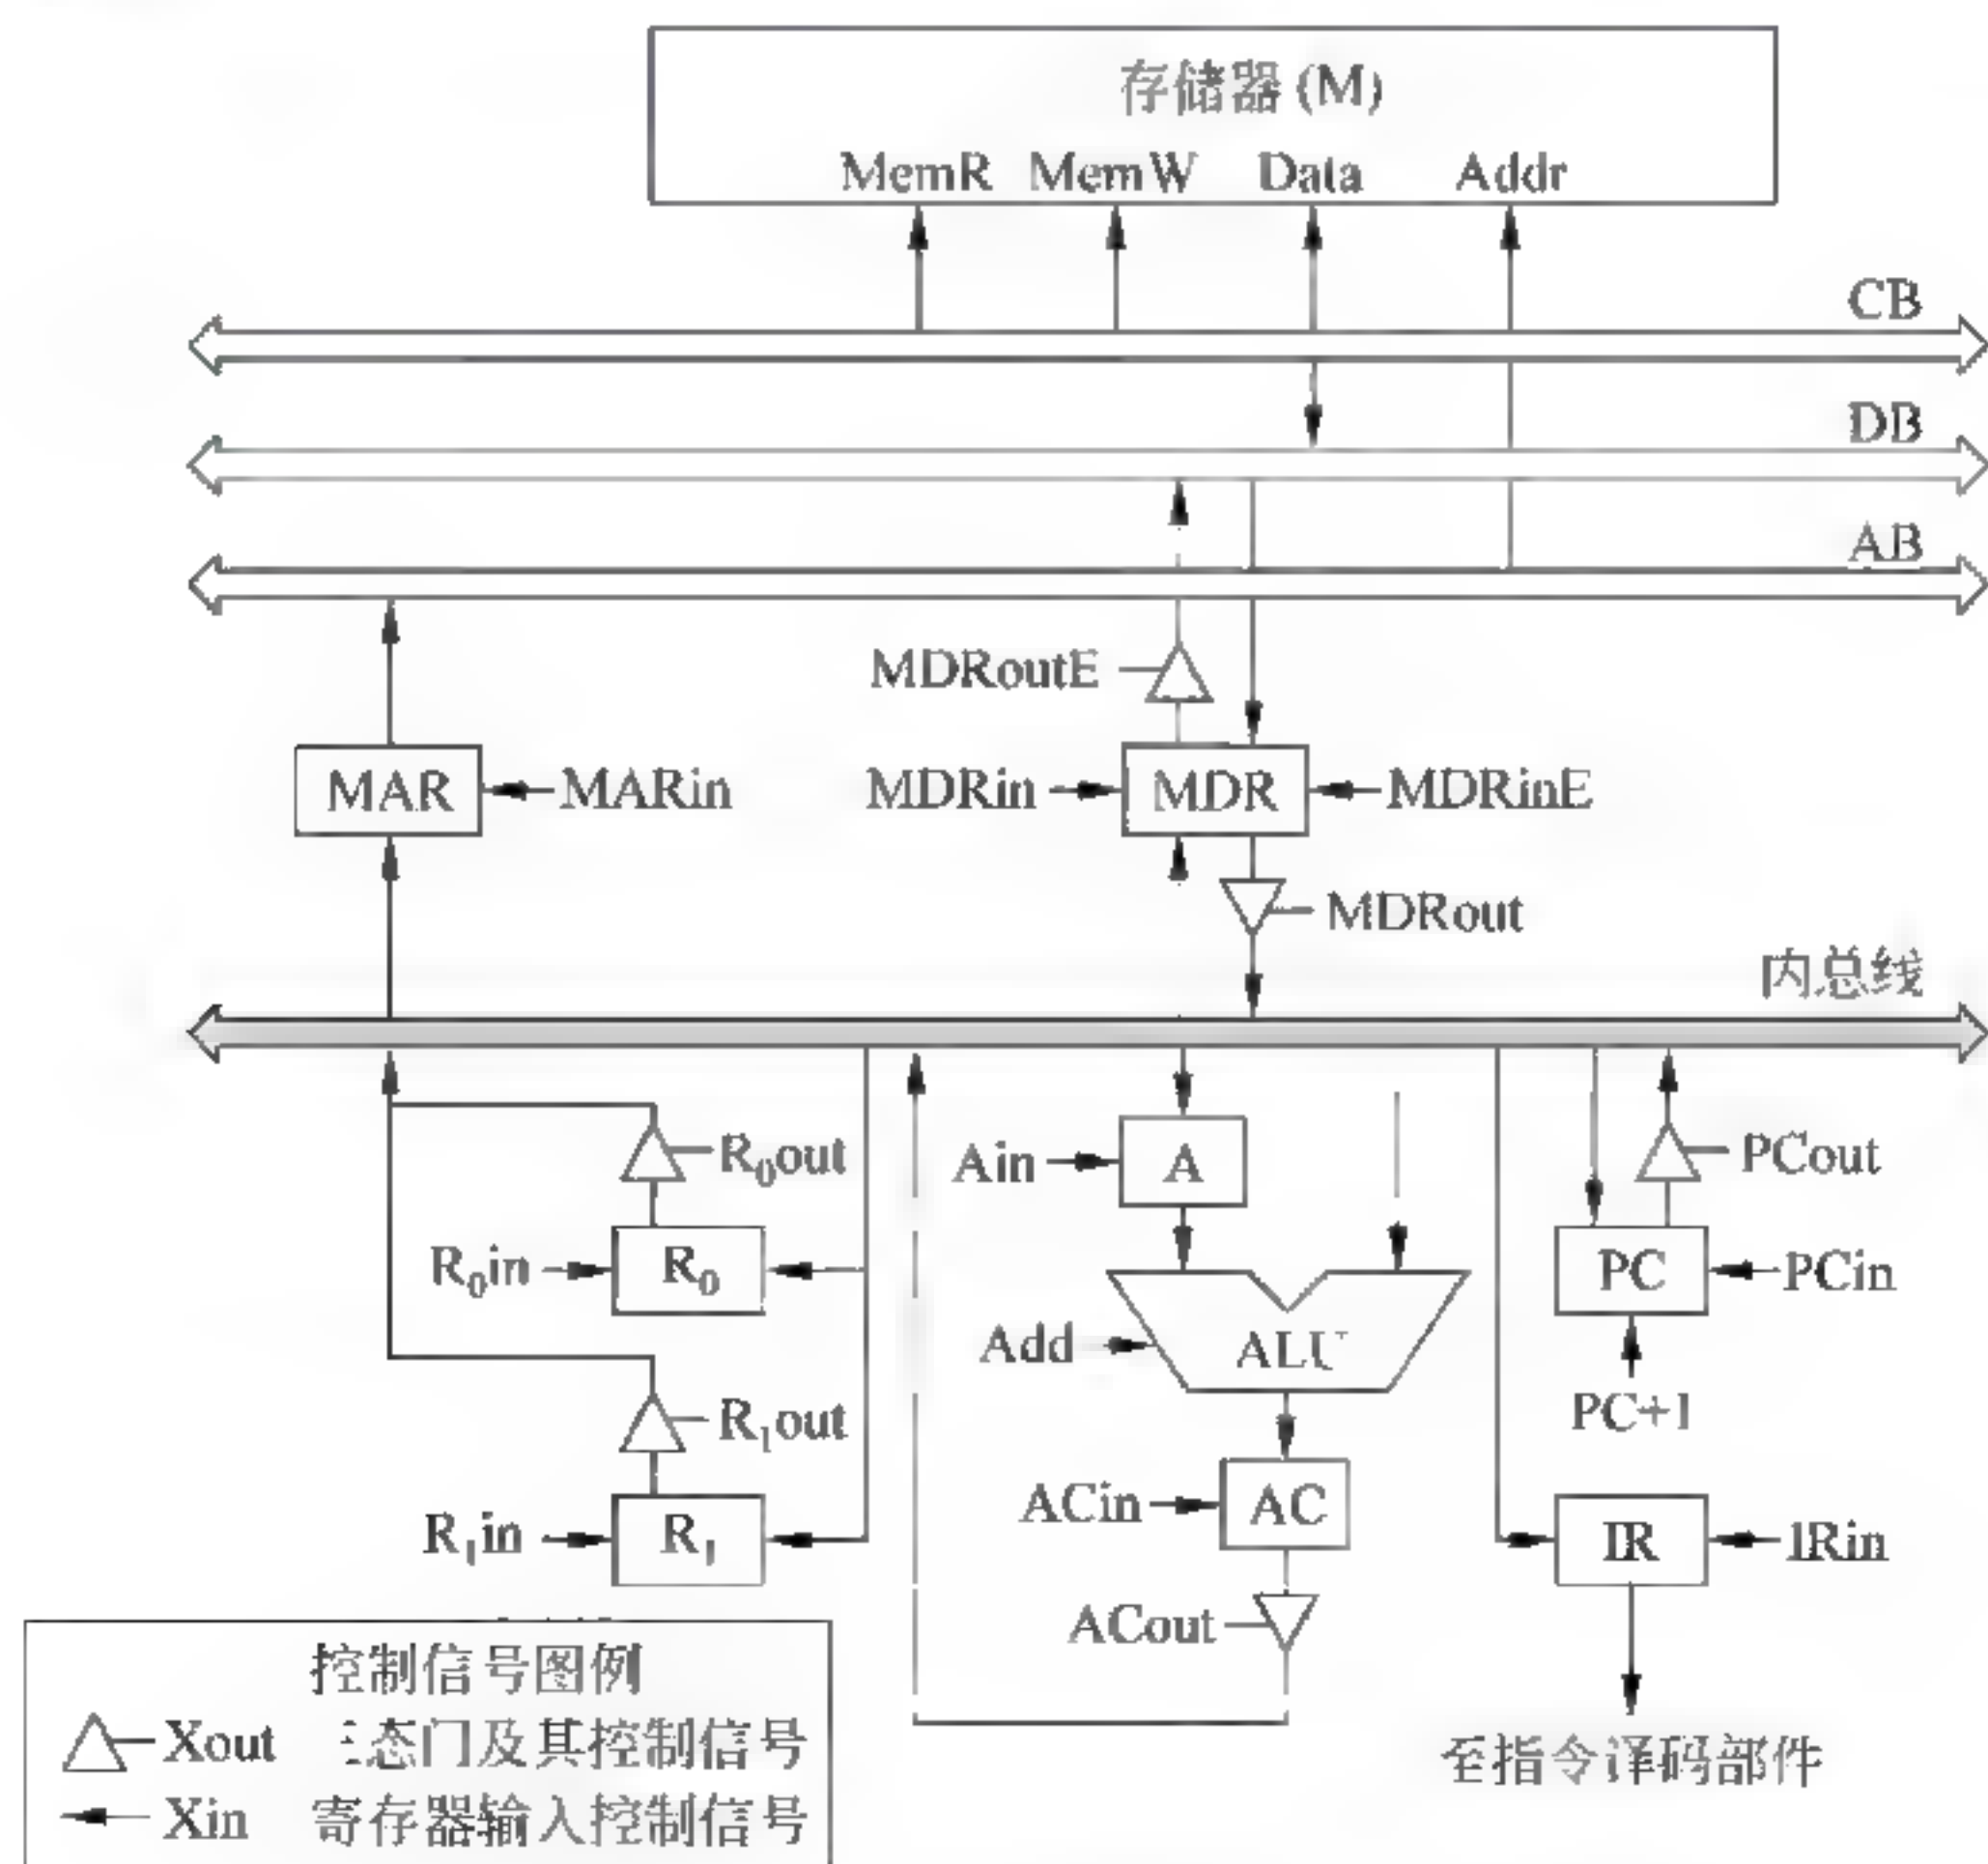 存储器 (M)
MemR MemW Data Addr
CB
DB
AB
MDRoutE
MAR
MARin
MDRin
MDR
MDRinE
MDRout
内总线
R0out
Ain
A
PCout
R0in
R0
PC
PCin
Add
ALU
PC+1
R1out
ACin
AC
R1in
R1
IR
IRin
ACout
控制信号图例
Xout 三态门及其控制信号
Xin 寄存器输入控制信号
至指令译码部件